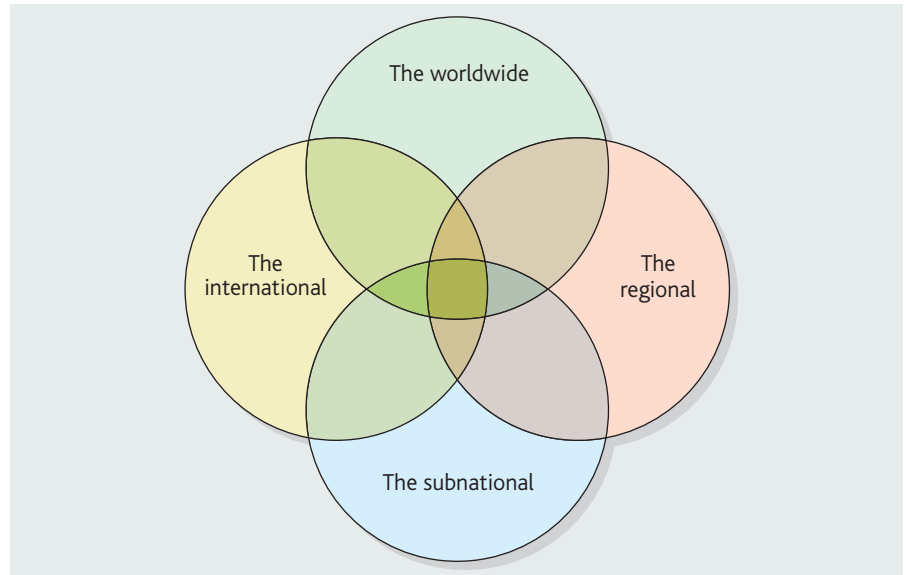 The worldwide
The
international
The
regional
The subnational